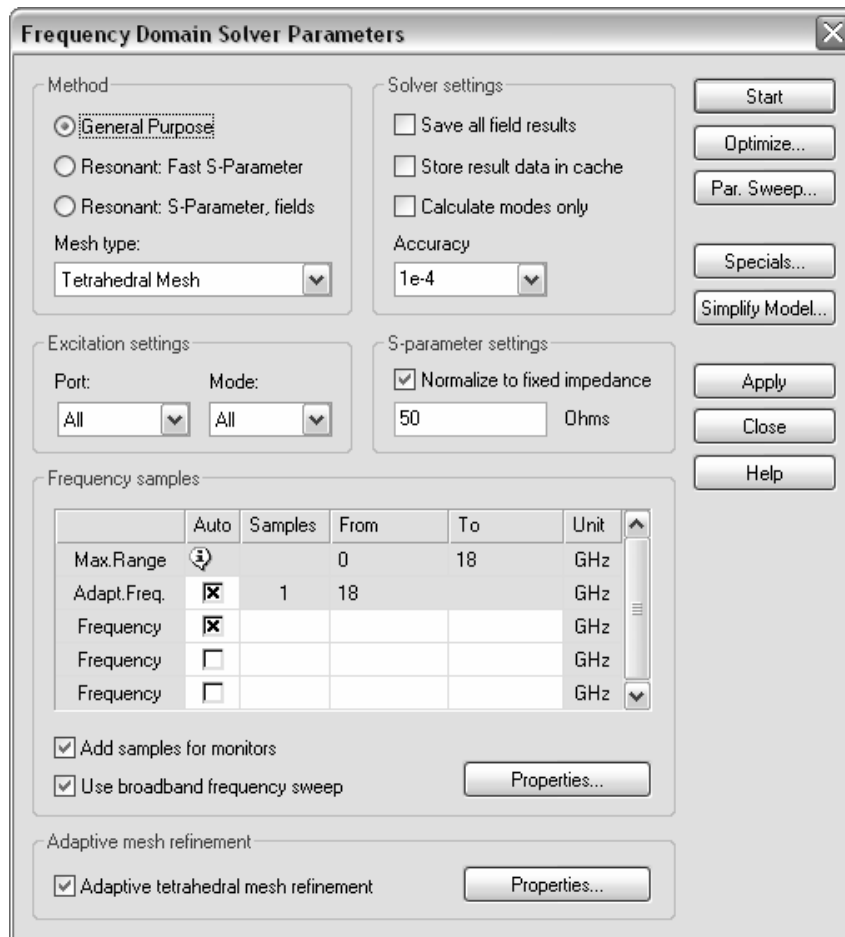 Frequency Domain Solver Parameters
Method
General Purpose
Resonant: Fast S-Parameter
Resonant: S-Parameter, fields
Mesh type:
Tetrahedral Mesh
Solver settings
Save all field results
Store result data in cache
Calculate modes only
Accuracy
1e-4
Start
Optimize...
Par. Sweep...
Specials...
Simplify Model...
Apply
Close
Help
Excitation settings
Port: Mode:
All All
S-parameter settings
Normalize to fixed impedance
50 Ohms
Frequency samples
Auto Samples From To Unit
Max.Range 0 18 GHz
Adapt.Freq. 1 18 GHz
Frequency GHz
Frequency GHz
Frequency GHz
Add samples for monitors
Use broadband frequency sweep
Properties...
Adaptive mesh refinement
Adaptive tetrahedral mesh refinement
Properties...